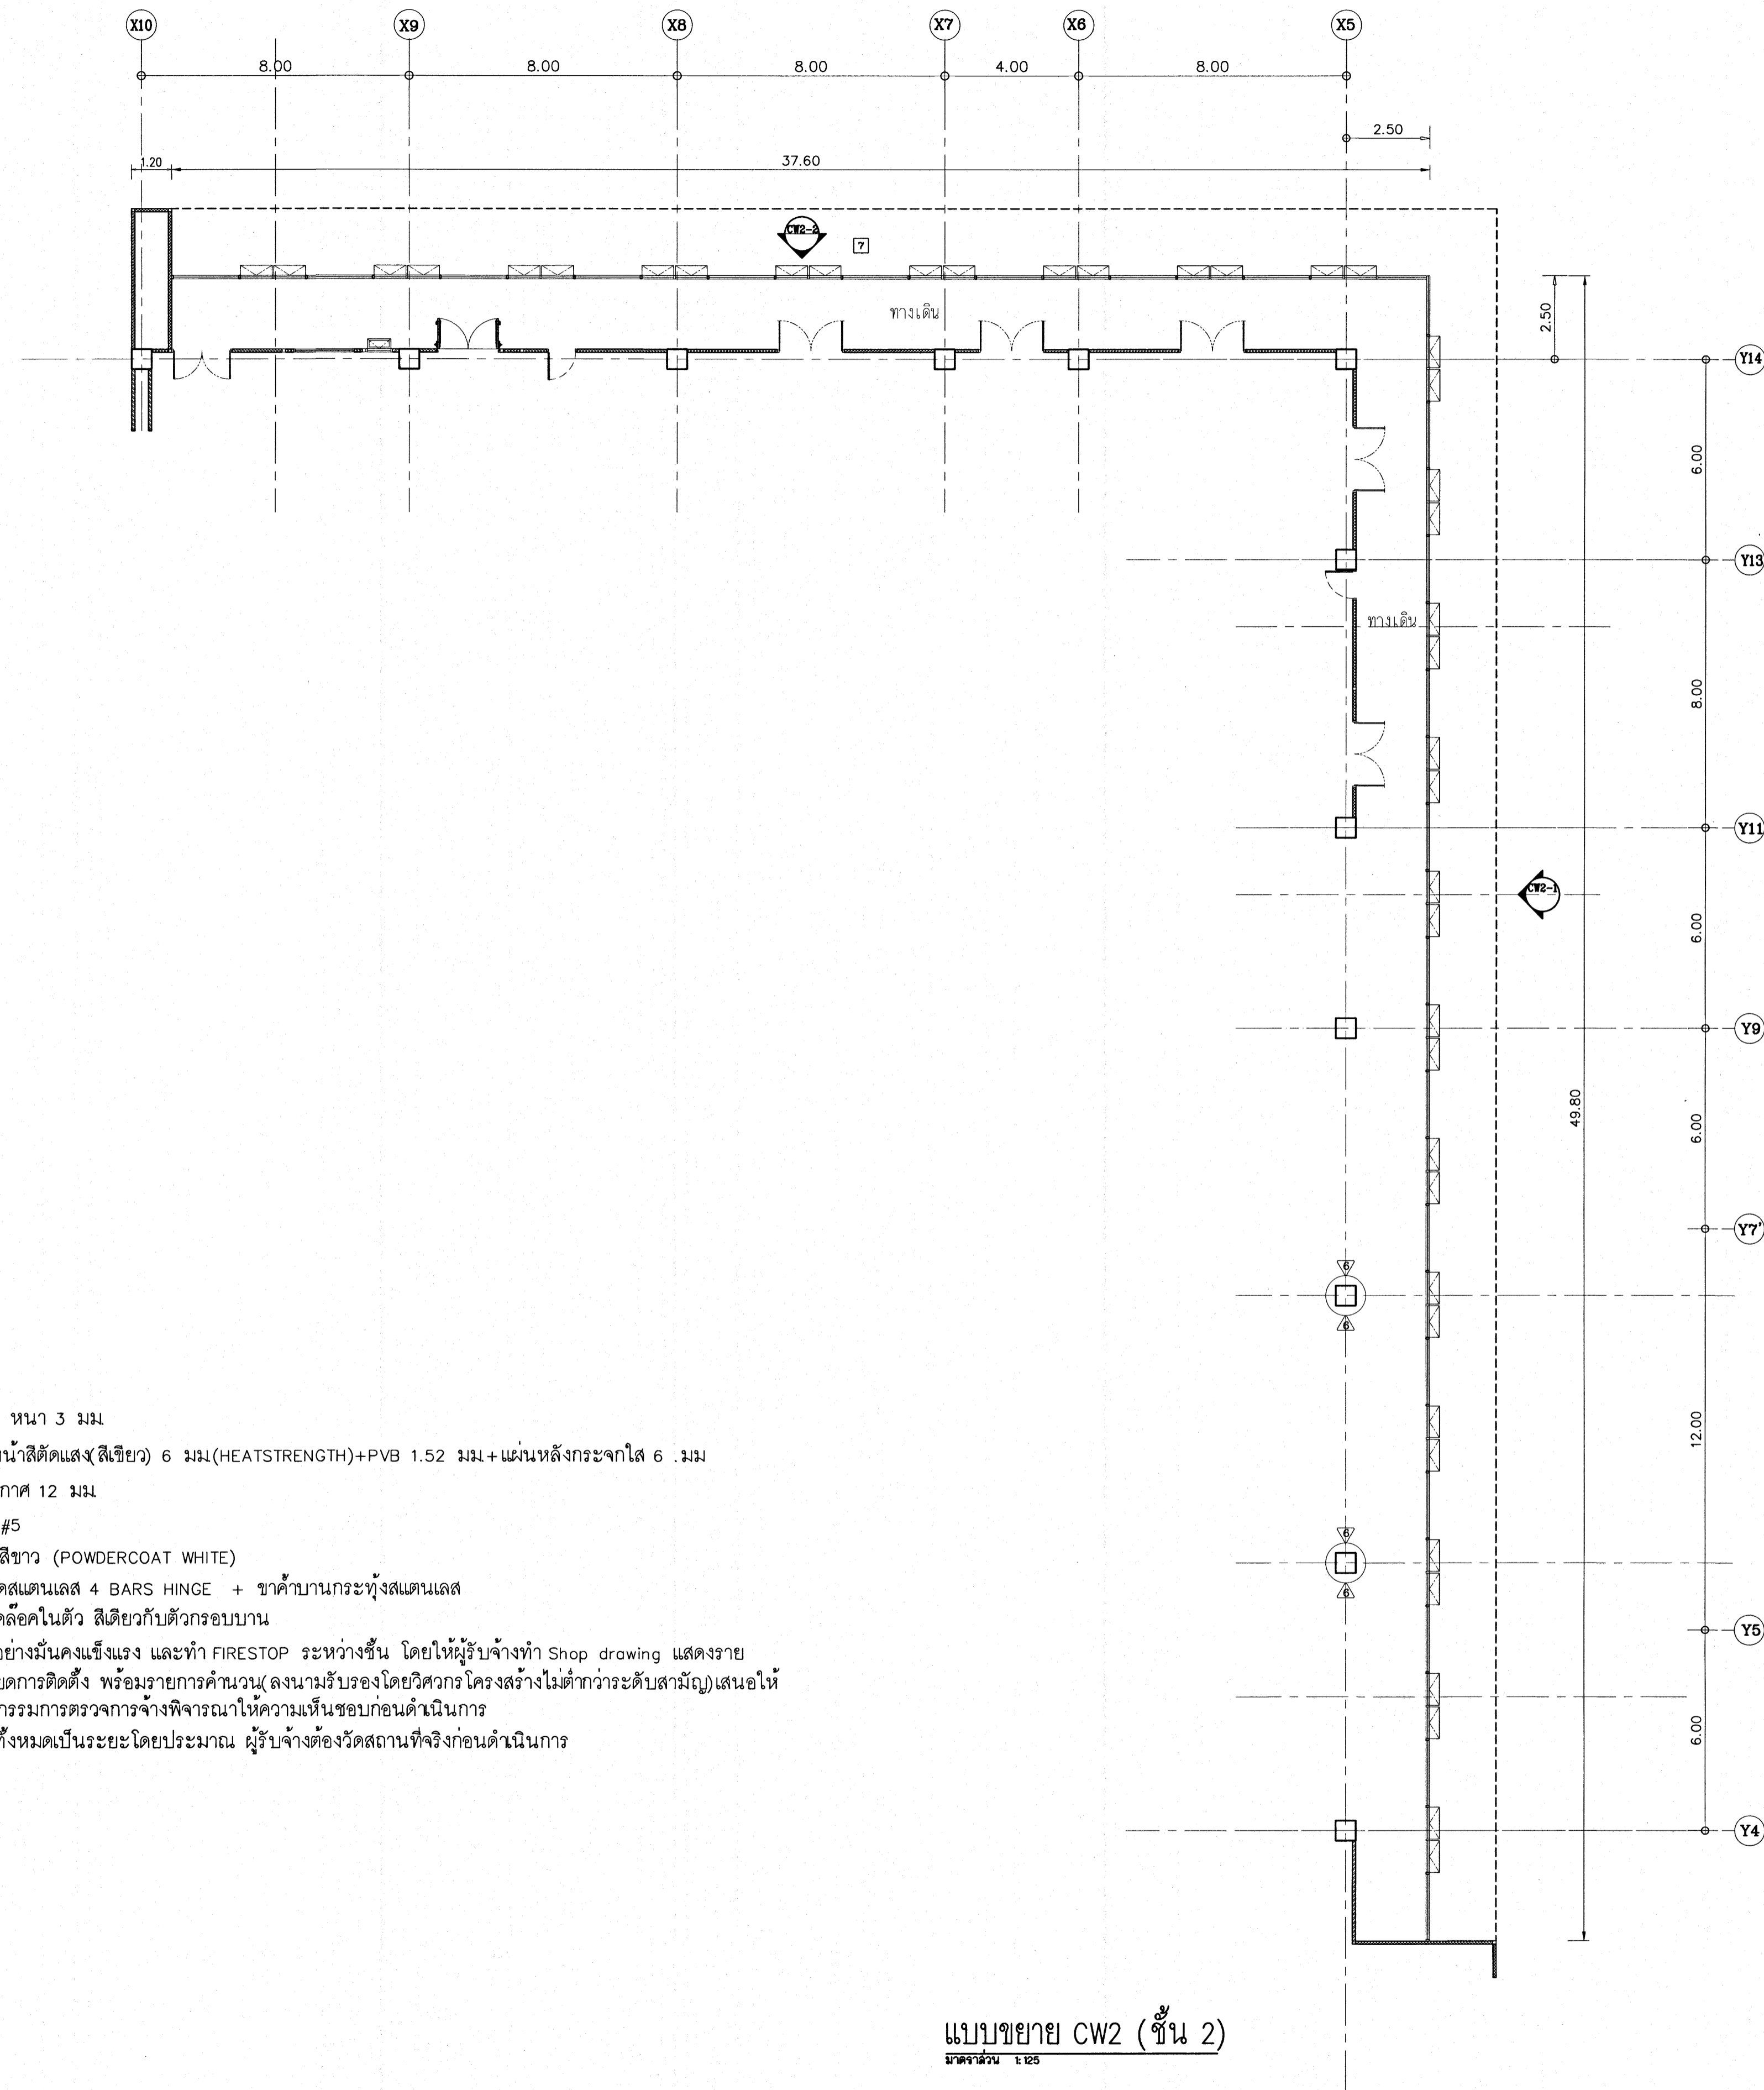 X10 X9 X8 X7 X6 X5
8.00 8.00 8.00 4.00 8.00
2.50
1.20 37.60
CW2-2 7
ทางเดิน
2.50
Y14
6.00
Y13
ทางเดิน
8.00
Y11
CW2-1
6.00
Y9
49.80
6.00
Y7'
6
6
12.00
6
6
Y5
6.00
Y4
หนา 3 มม.
น้าสีตัดแสง(สีเขียว) 6 มม.(HEATSTRENGTH)+PVB 1.52 มม.+แผ่นหลังกระจกใส 6 .มม
กาศ 12 มม.
#5
สีขาว (POWDERCOAT WHITE)
ดสแตนเลส 4 BARS HINGE + ขาค้ำบานกระทุ้งสแตนเลส
ดล๊อคในตัว สีเดียวกับตัวกรอบบาน
อย่างมั่นคงแข็งแรง และทำ FIRESTOP ระหว่างชั้น โดยให้ผู้รับจ้างทำ Shop drawing แสดงราย
ยดการติดตั้ง พร้อมรายการคำนวน(ลงนามรับรองโดยวิศวกรโครงสร้างไม่ต่ำกว่าระดับสามัญ)เสนอให้
กรรมการตรวจการจ้างพิจารณาให้ความเห็นชอบก่อนดำเนินการ
ทั้งหมดเป็นระยะโดยประมาณ ผู้รับจ้างต้องวัดสถานที่จริงก่อนดำเนินการ
แบบขยาย CW2 (ชั้น 2)
มาตราส่วน 1:125